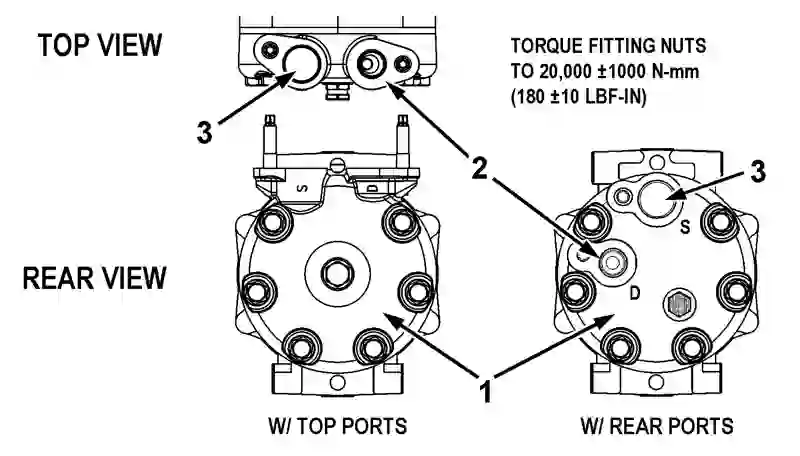 TOP VIEW
TORQUE FITTING NUTS
TO 20,000 ±1000 N-mm
(180 ±10 LBF-IN)
3
2
3
S
D
S
REAR VIEW
D
1
W/ TOP PORTS
W/ REAR PORTS